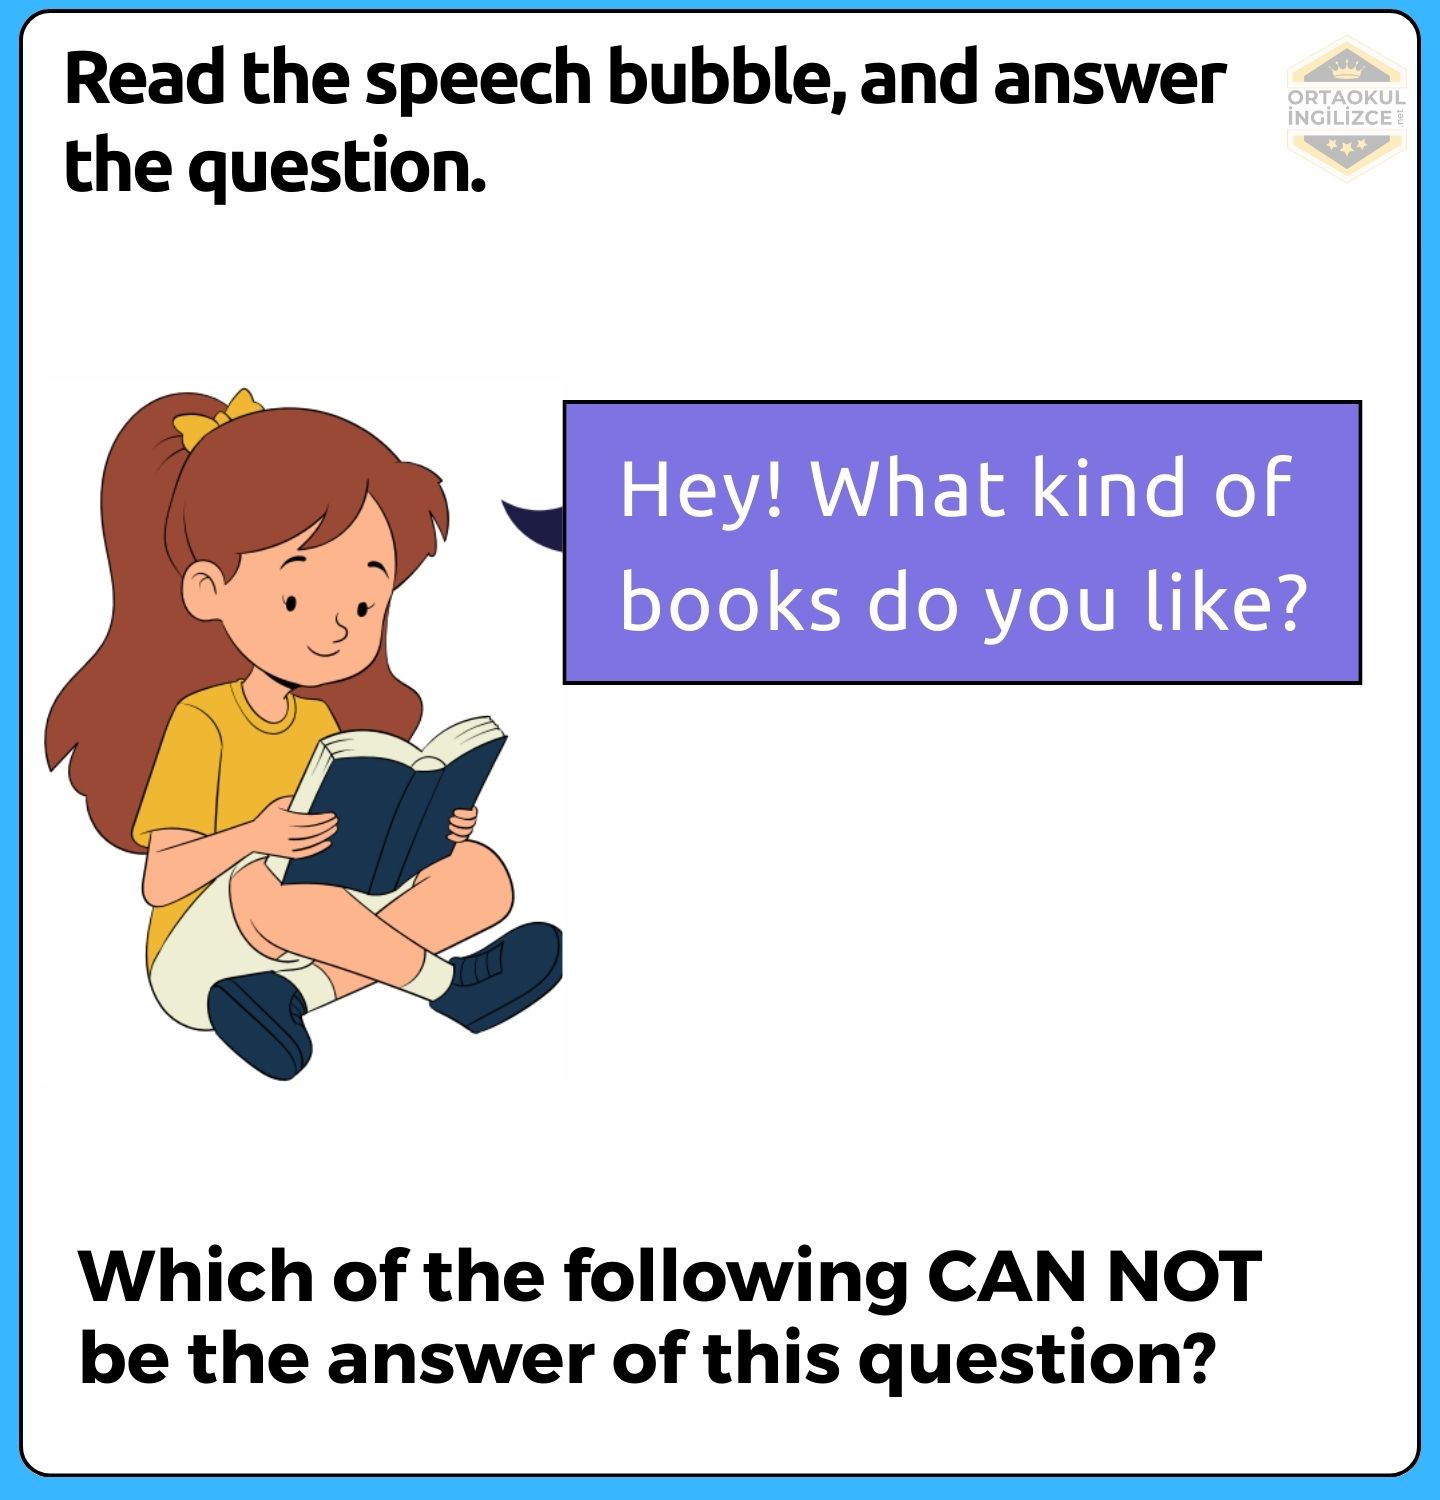 Read the speech bubble, and answer
the question.
ORTAOKUL
İNGİLİZCE
.net
Hey! What kind of
books do you like?
Which of the following CAN NOT
be the answer of this question?